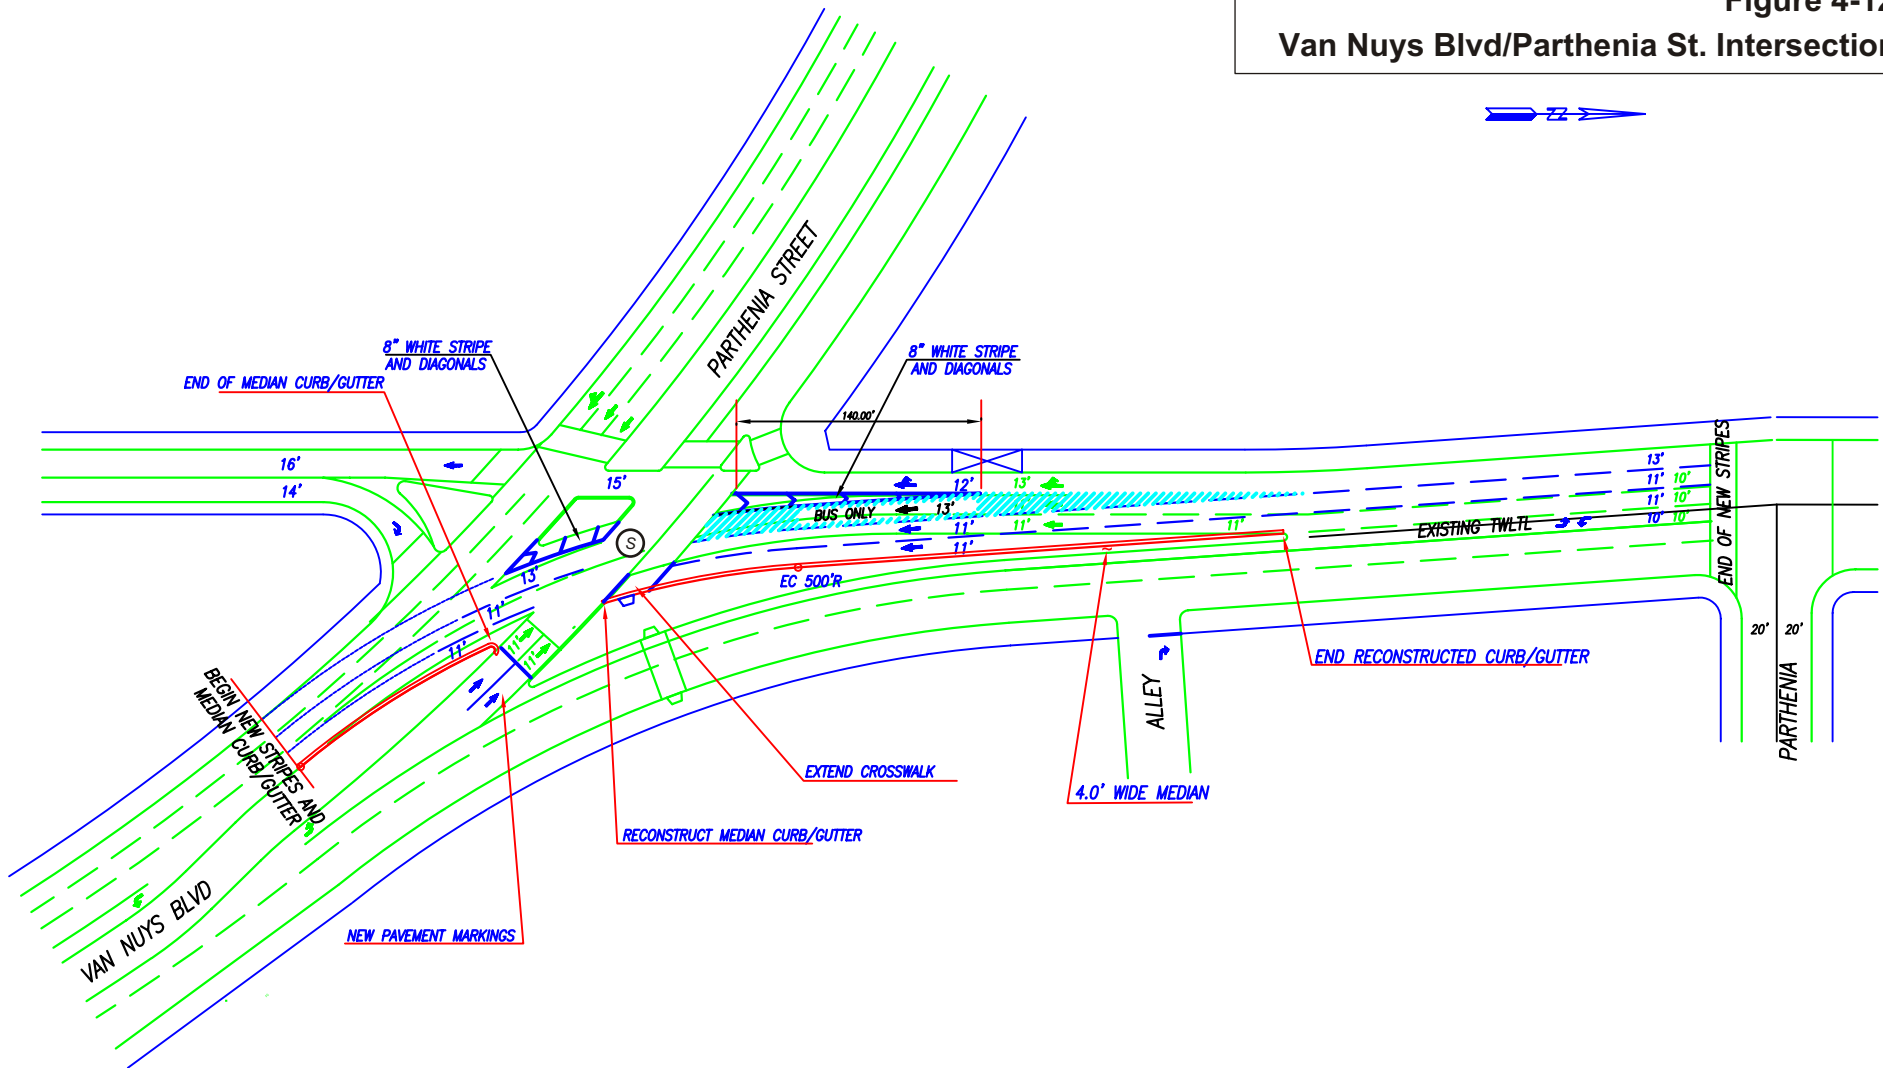 Figure 4-12
Van Nuys Blvd/Parthenia St. Intersection
PARTHENIA STREET
8" WHITE STRIPE
AND DIAGONALS
8" WHITE STRIPE
AND DIAGONALS
END OF MEDIAN CURB/GUTTER
140.00'
16'
14'
15'
12'
13'
BUS ONLY
13'
11'
11'
11'
11'
13'
11'
10'
11'
10'
10'
10'
EXISTING TWLTL
END OF NEW STRIPES
S
13'
11'
11'
11'
11'
EC 500'R
20'
20'
PARTHENIA
ALLEY
END RECONSTRUCTED CURB/GUTTER
BEGIN NEW STRIPES AND
MEDIAN CURB/GUTTER
EXTEND CROSSWALK
4.0' WIDE MEDIAN
RECONSTRUCT MEDIAN CURB/GUTTER
NEW PAVEMENT MARKINGS
VAN NUYS BLVD